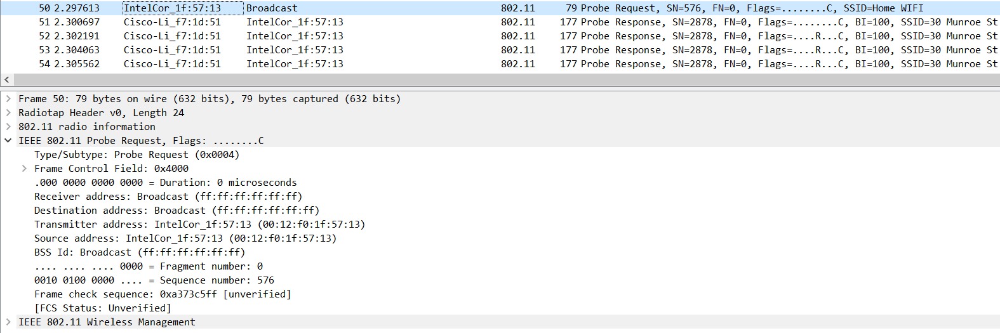 50 2.297613 IntelCor_1f:57:13 Broadcast 802.11 79 Probe Request, SN=576, FN=0, Flags=........C, SSID=Home WIFI
51 2.300697 Cisco-Li_f7:1d:51 IntelCor_1f:57:13 802.11 177 Probe Response, SN=2878, FN=0, Flags=........C, BI=100, SSID=30 Munroe St
52 2.302191 Cisco-Li_f7:1d:51 IntelCor_1f:57:13 802.11 177 Probe Response, SN=2878, FN=0, Flags=....R...C, BI=100, SSID=30 Munroe St
53 2.304063 Cisco-Li_f7:1d:51 IntelCor_1f:57:13 802.11 177 Probe Response, SN=2878, FN=0, Flags=....R...C, BI=100, SSID=30 Munroe St
54 2.305562 Cisco-Li_f7:1d:51 IntelCor_1f:57:13 802.11 177 Probe Response, SN=2878, FN=0, Flags=....R...C, BI=100, SSID=30 Munroe St
Frame 50: 79 bytes on wire (632 bits), 79 bytes captured (632 bits)
Radiotap Header v0, Length 24
802.11 radio information
IEEE 802.11 Probe Request, Flags: ........C
Type/Subtype: Probe Request (0x0004)
Frame Control Field: 0x4000
.000 0000 0000 0000 = Duration: 0 microseconds
Receiver address: Broadcast (ff:ff:ff:ff:ff:ff)
Destination address: Broadcast (ff:ff:ff:ff:ff:ff)
Transmitter address: IntelCor_1f:57:13 (00:12:f0:1f:57:13)
Source address: IntelCor_1f:57:13 (00:12:f0:1f:57:13)
BSS Id: Broadcast (ff:ff:ff:ff:ff:ff)
.... .... .... 0000 = Fragment number: 0
0010 0100 0000 .... = Sequence number: 576
Frame check sequence: 0xa373c5ff [unverified]
[FCS Status: Unverified]
IEEE 802.11 Wireless Management